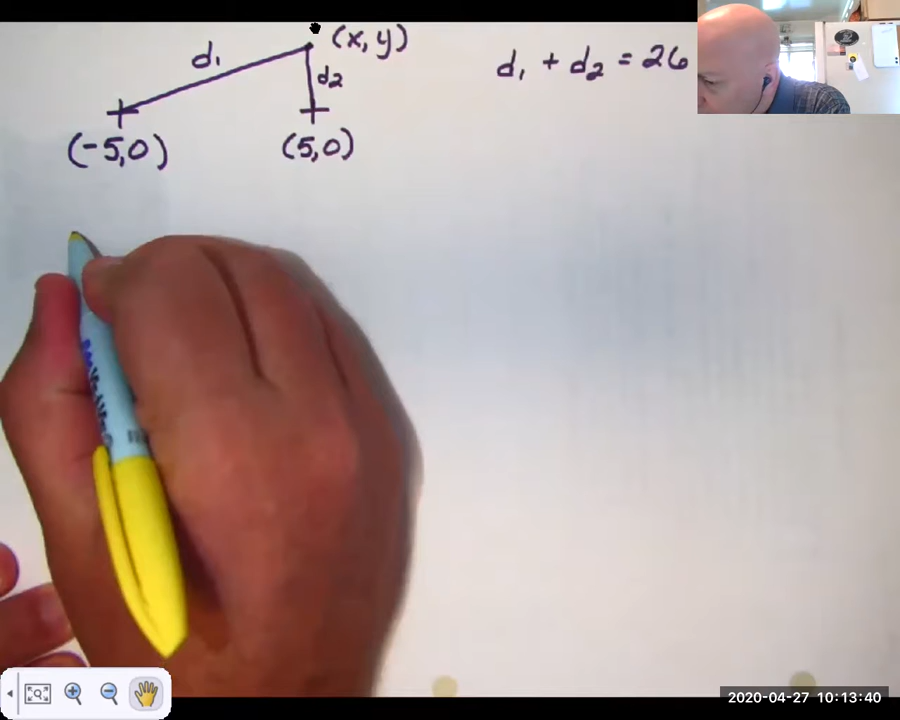 d₁ (x, y) d₁ + d₂ = 26
d₂
(-5,0) (5,0)
2020-04-27 10:13:40